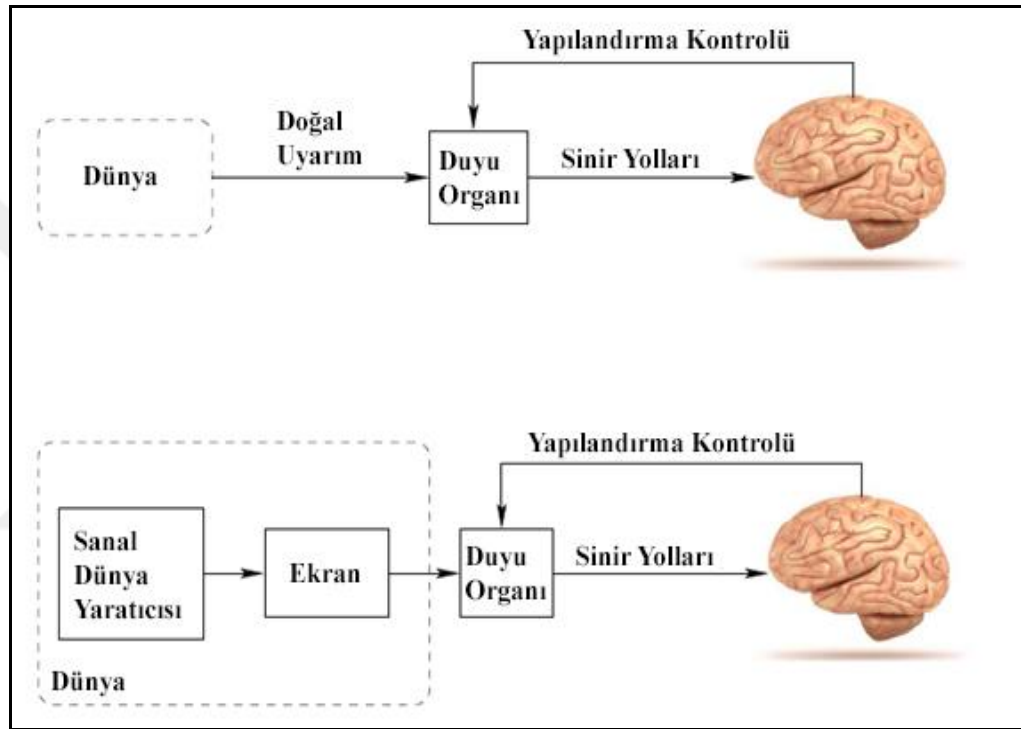 Yapılandırma Kontrolü
Doğal
Uyarım
Dünya
Duyu
Organı
Sinir Yolları
Yapılandırma Kontrolü
Sanal
Dünya
Yaratıcısı
Ekran
Duyu
Organı
Sinir Yolları
Dünya